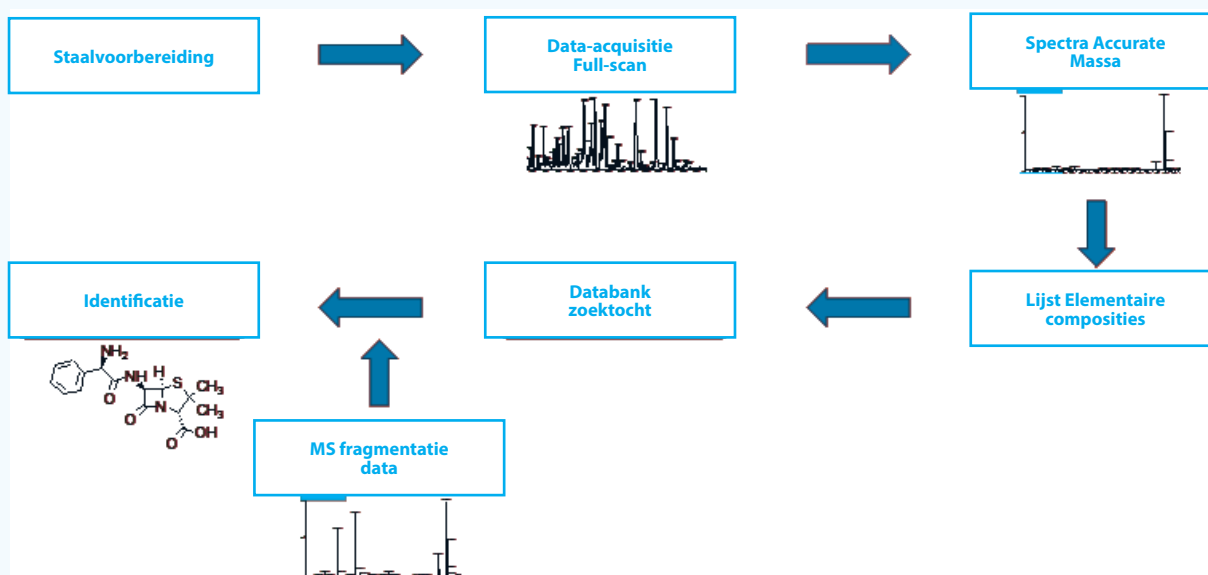 Staalvoorbereiding
Data-acquisitie
Full-scan
Spectra Accurate
Massa
Identificatie
Databank
zoektocht
Lijst Elementaire
composities
NH₂
NH
H
S
CH₃
CH₃
O
O
N
O
OH
MS fragmentatie
data